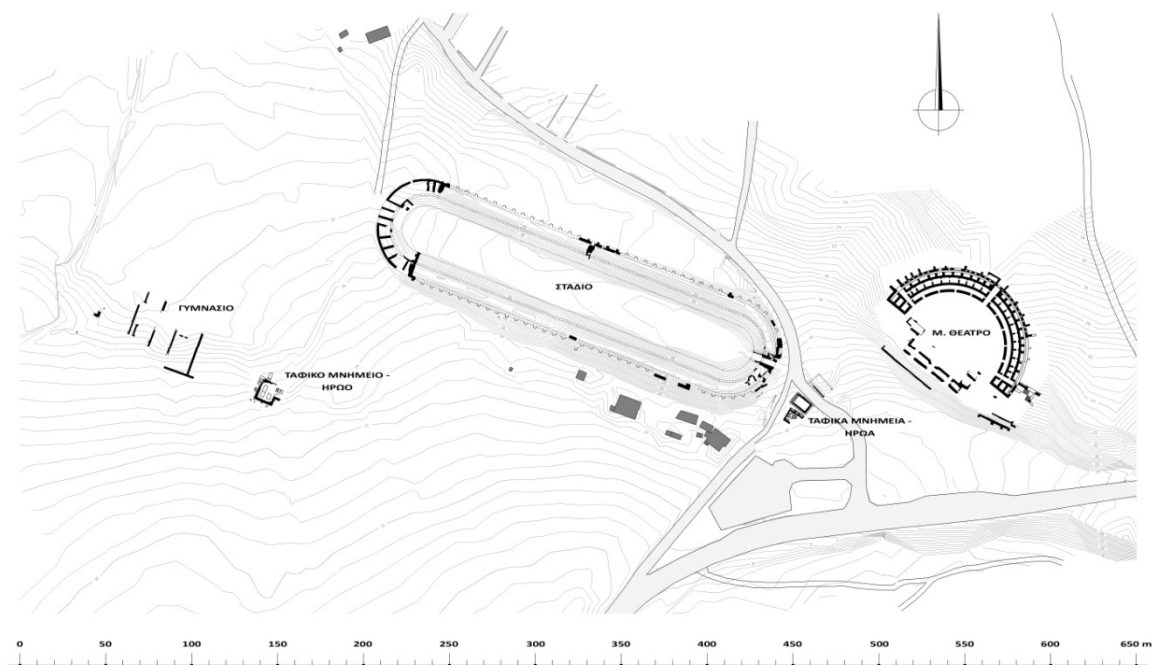 ΣΤΑΔΙΟ
ΓΥΜΝΑΣΙΟ
Μ. ΘΕΑΤΡΟ
ΤΑΦΙΚΟ ΜΝΗΜΕΙΟ -
ΗΡΩΟ
ΤΑΦΙΚΑ ΜΝΗΜΕΙΑ -
ΗΡΩΑ
0 50 100 150 200 250 300 350 400 450 500 550 600 650 m